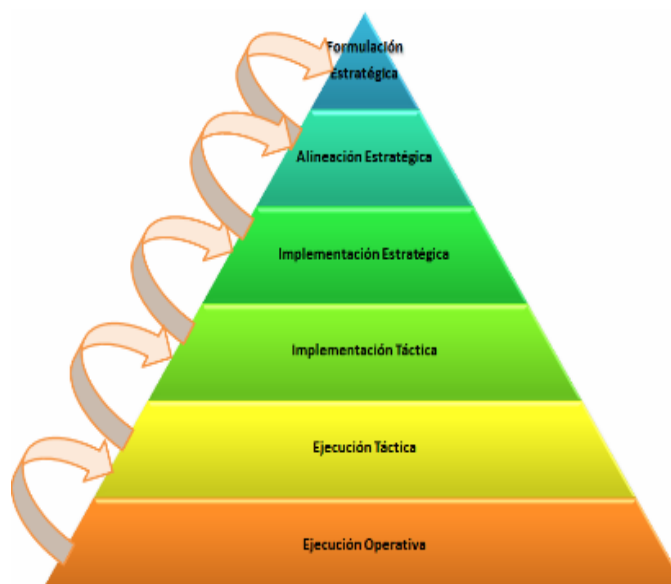 Formulación
Estratégica
Alineación Estratégica
Implementación Estratégica
Implementación Táctica
Ejecución Táctica
Ejecución Operativa